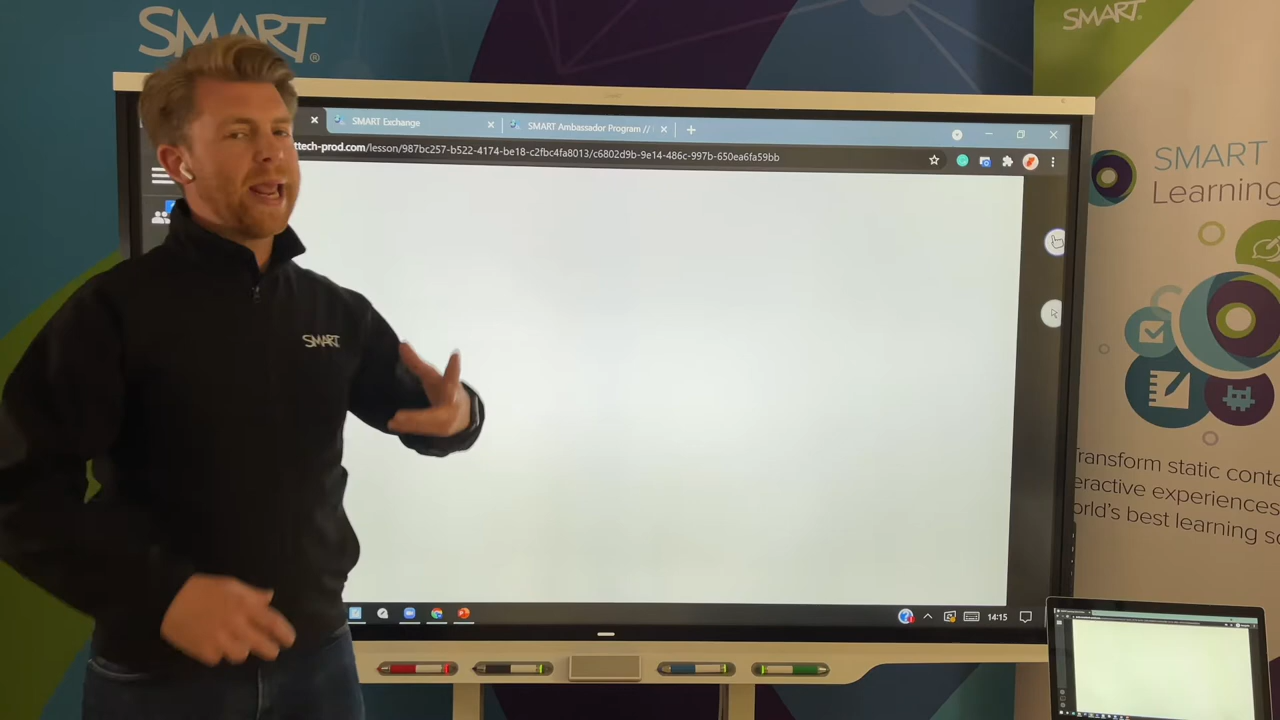 SMART
SMART
SMART Exchange
SMART Ambassador Program //
ttech-prod.com/lesson/987bc257-b522-4174-be18-c2fbc4fa8013/c6802d9b-9e14-486c-997b-650ea6fa59bb
SMART
Learning
SMART
ransform static conte
eractive experiences
orld's best learning so
14:15